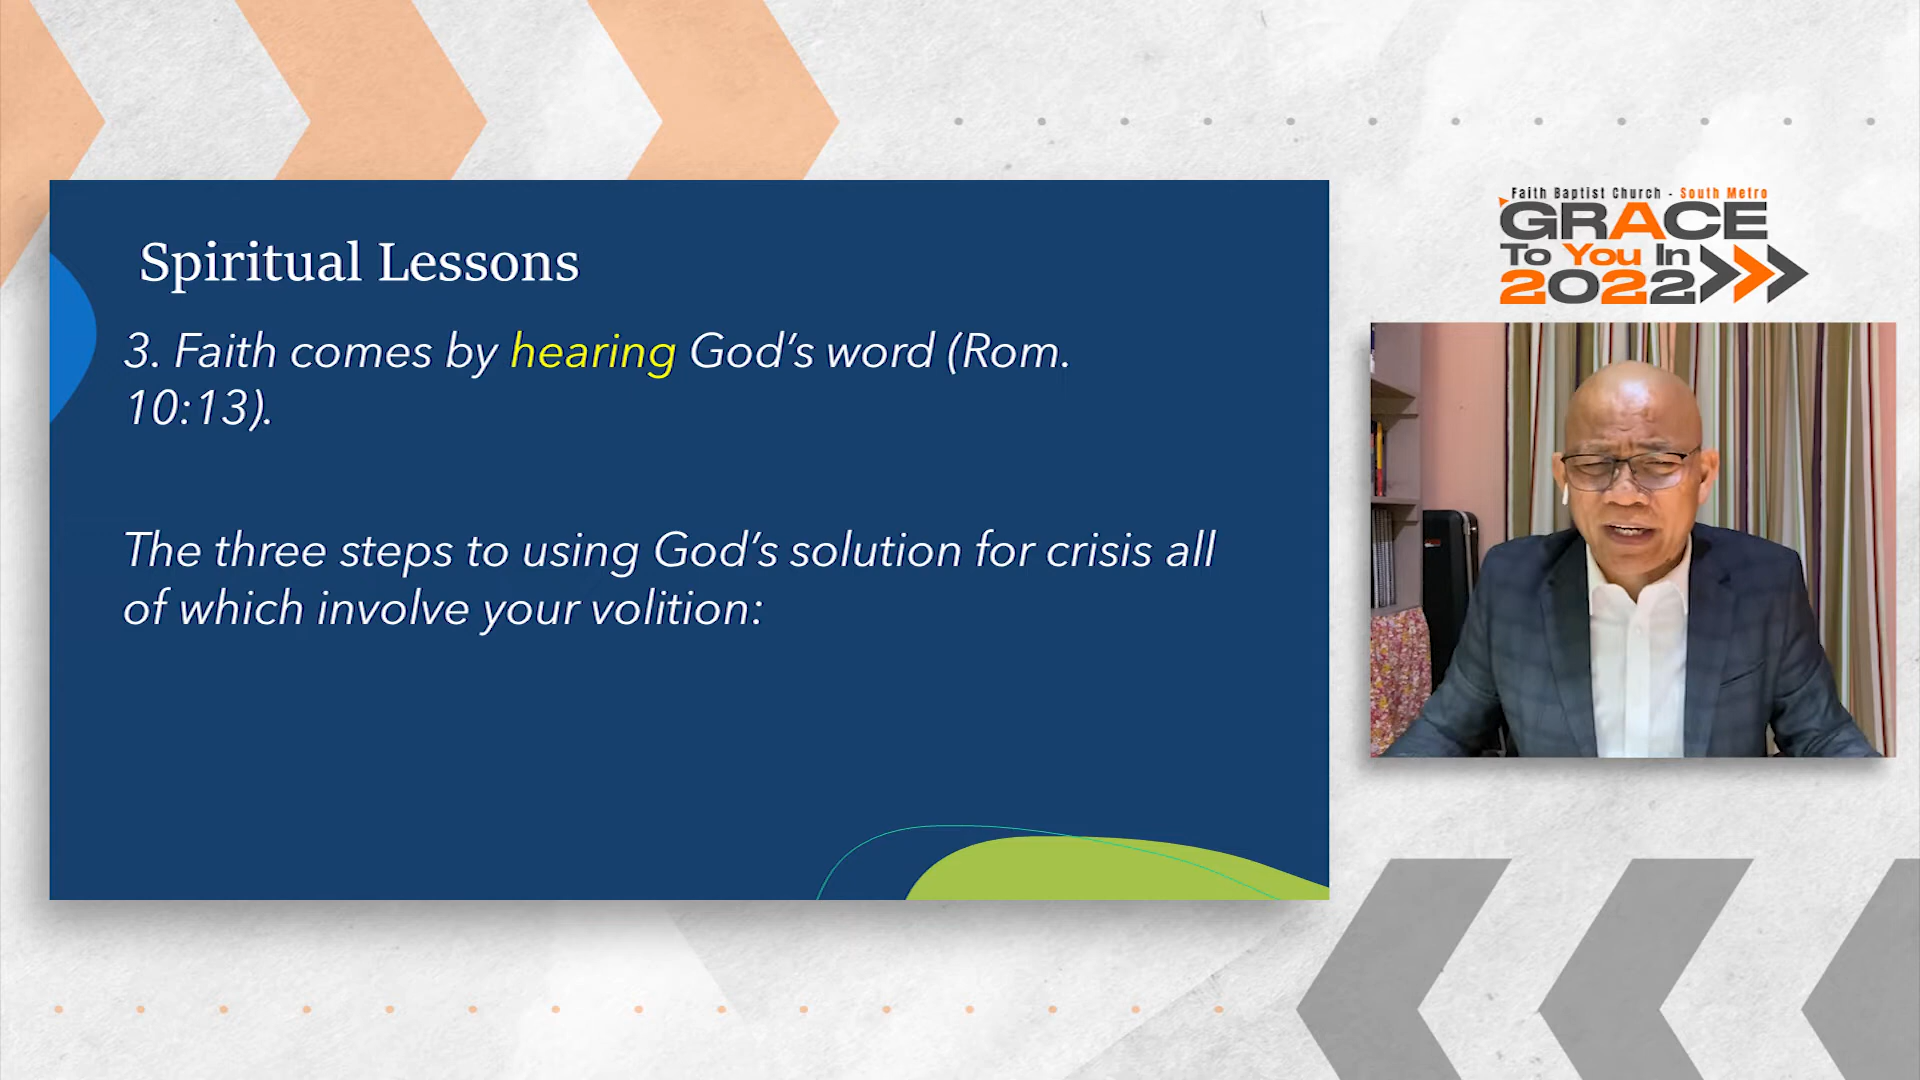 Spiritual Lessons
3. Faith comes by hearing God's word (Rom.
10:13).
The three steps to using God's solution for crisis all
of which involve your volition:
Faith Baptist Church - South Metro
GRACE
To You In
2022